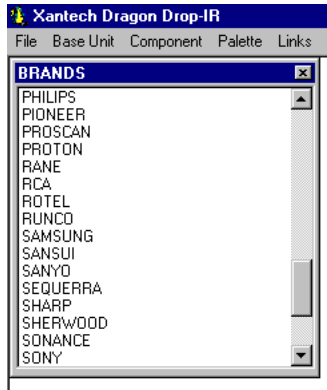 Xantech Dragon Drop-IR
File Base Unit Component Palette Links
BRANDS
PHILIPS
PIONEER
PROSCAN
PROTON
RANE
RCA
ROTEL
RUNCO
SAMSUNG
SANSUI
SANYO
SEQUERRA
SHARP
SHERWOOD
SONANCE
SONY